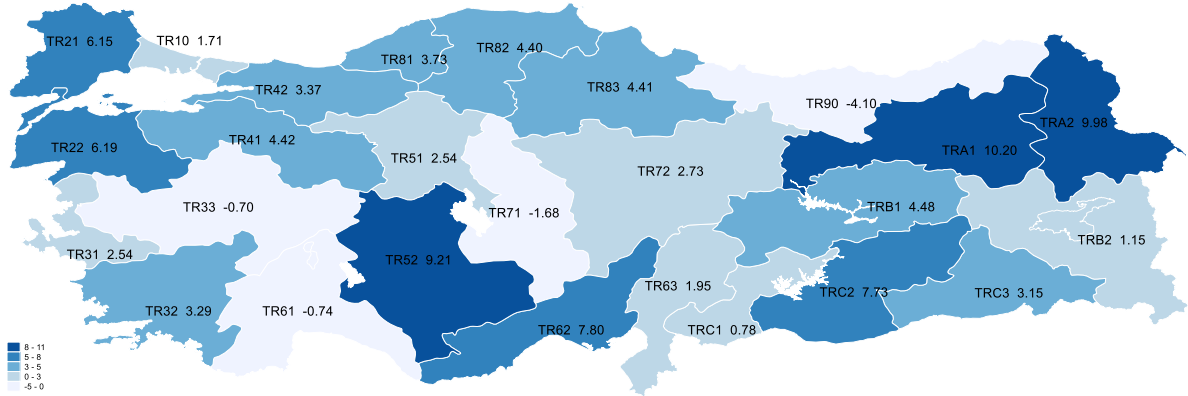 TR21 6.15
TR10 1.71
TR81 3.73
TR82 4.40
TR42 3.37
TR83 4.41
TR90 -4.10
TRA2 9.98
TR22 6.19
TR41 4.42
TR51 2.54
TRA1 10.20
TR72 2.73
TR33 -0.70
TR71 -1.68
TRB1 4.48
TR31 2.54
TR52 9.21
TRB2 1.15
TR32 3.29
TR61 -0.74
TR63 1.95
TRC2 7.73
TRC3 3.15
TR62 7.80
TRC1 0.78
8 - 11
5 - 8
3 - 5
0 - 3
-5 - 0